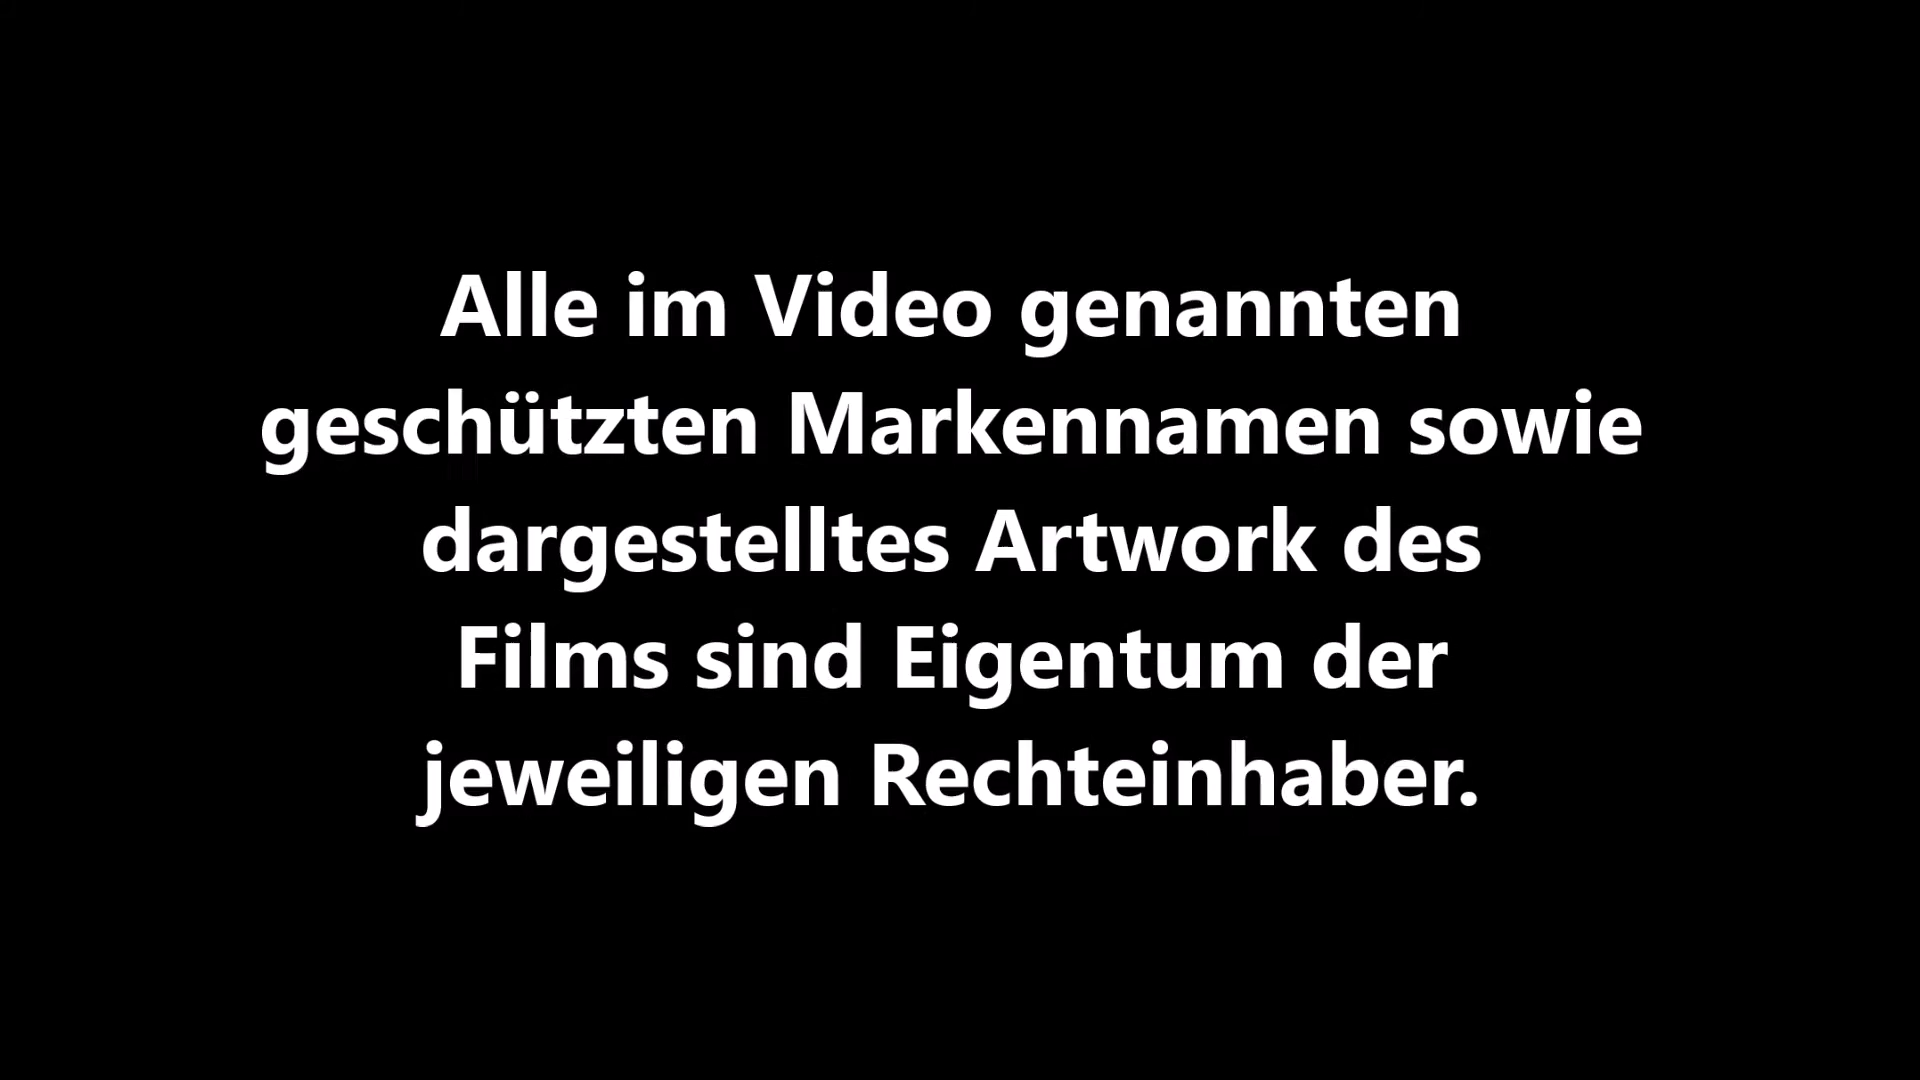 Alle im Video genannten
geschützten Markennamen sowie
dargestelltes Artwork des
Films sind Eigentum der
jeweiligen Rechteinhaber.